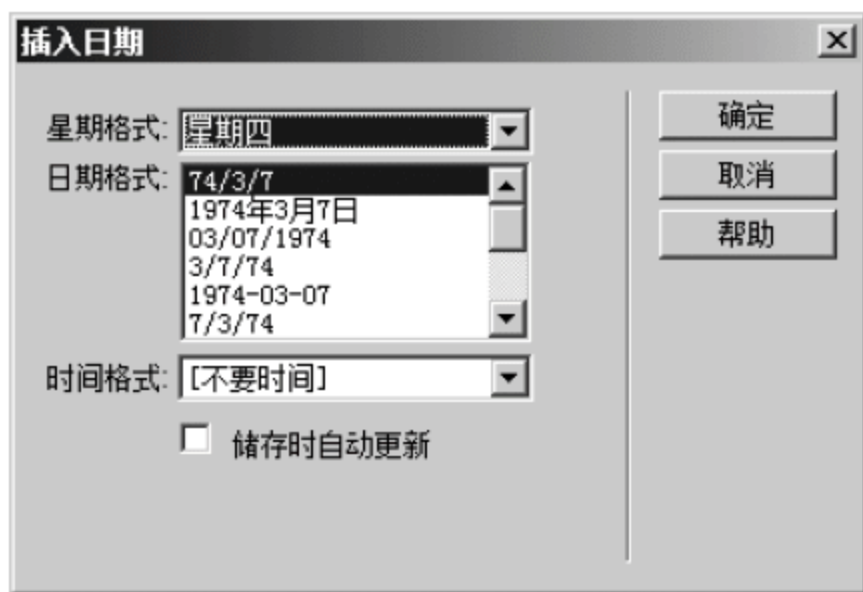 插入日期
星期格式: 星期四
日期格式: 74/3/7
1974年3月7日
03/07/1974
3/7/74
1974-03-07
7/3/74
时间格式: [不要时间]
储存时自动更新
确定
取消
帮助